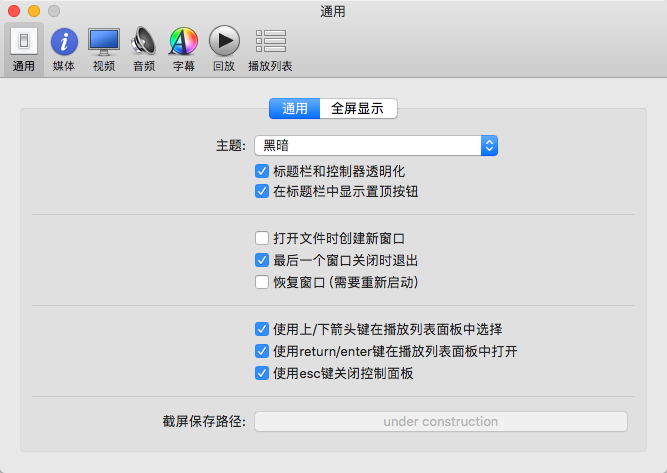 通用
通用
媒体
视频
音频
字幕
回放
播放列表
通用
全屏显示
主题:
黑暗
标题栏和控制器透明化
在标题栏中显示置顶按钮
打开文件时创建新窗口
最后一个窗口关闭时退出
恢复窗口(需要重新启动)
使用上/下箭头键在播放列表面板中选择
使用return/enter键在播放列表面板中打开
使用esc键关闭控制面板
截屏保存路径:
under construction